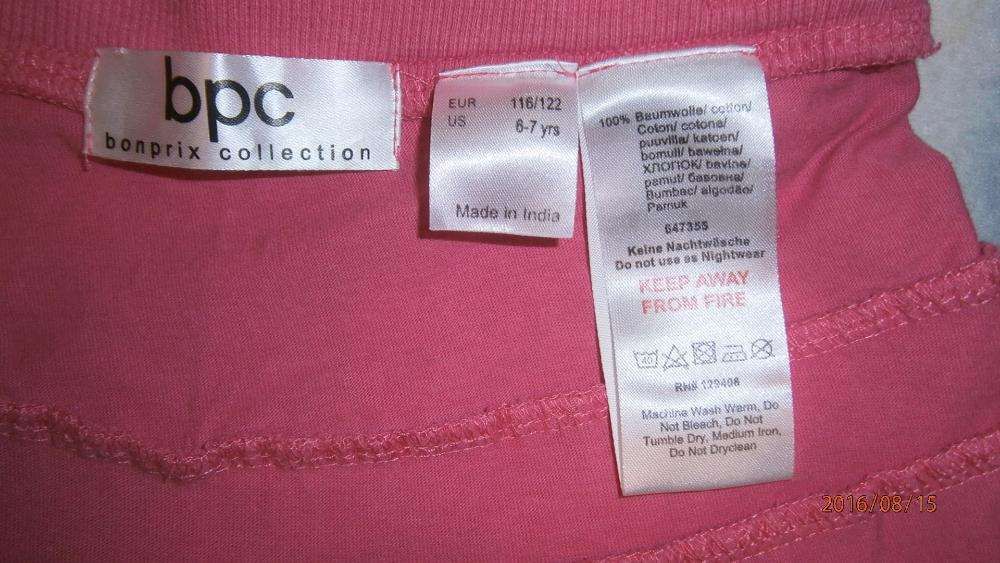 bpc
bonprix collection
EUR 116/122
US 6-7 yrs
Made in India
100% Baumwolle/ cotton/
Coton/ cotone/
puuvilla/ katoen/
bomull/ bawełna/
ХЛОПОК/ bavlna/
pamut/ бавовна/
Bumbac/ algodão/
Pamuk
647355
Keine Nachtwäsche
Do not use as Nightwear
KEEP AWAY
FROM FIRE
40
RN# 129406
Machine Wash Warm, Do
Not Bleach, Do Not
Tumble Dry, Medium Iron,
Do Not Dryclean
2016/08/15